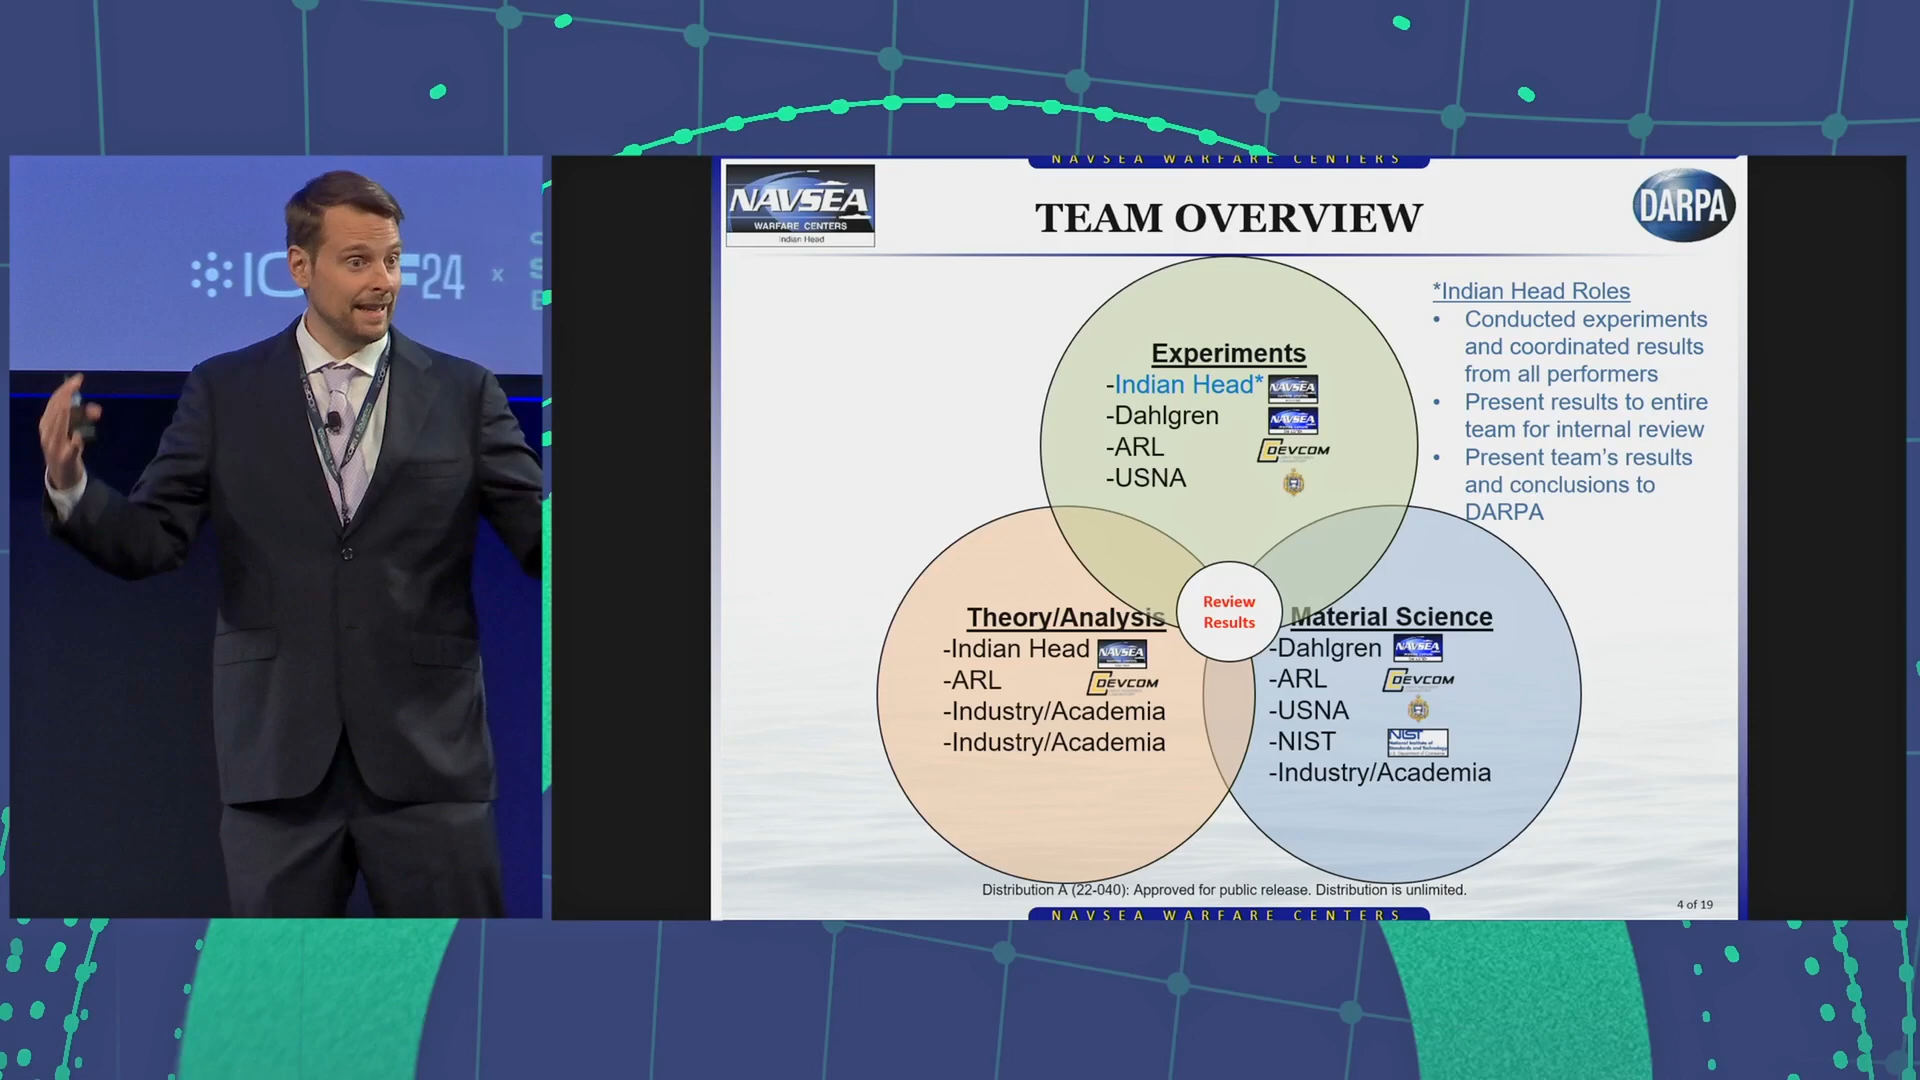 24
x
NAVSEA WARFARE CENTERS
NAVSEA
WARFARE CENTERS
Indian Head
TEAM OVERVIEW
DARPA
Experiments
-Indian Head*
-Dahlgren
-ARL
-USNA
NAVSEA
NAVSEA
DEVCOM
*Indian Head Roles
• Conducted experiments
and coordinated results
from all performers
• Present results to entire
team for internal review
• Present team's results
and conclusions to
DARPA
Review
Results
Theory/Analysis
-Indian Head
-ARL
-Industry/Academia
-Industry/Academia
NAVSEA
DEVCOM
Material Science
-Dahlgren
-ARL
-USNA
-NIST
-Industry/Academia
NAVSEA
DEVCOM
NIST
National Institute of
Standards and Technology
U.S. Department of Commerce
Distribution A (22-040): Approved for public release. Distribution is unlimited.
4 of 19
NAVSEA WARFARE CENTERS